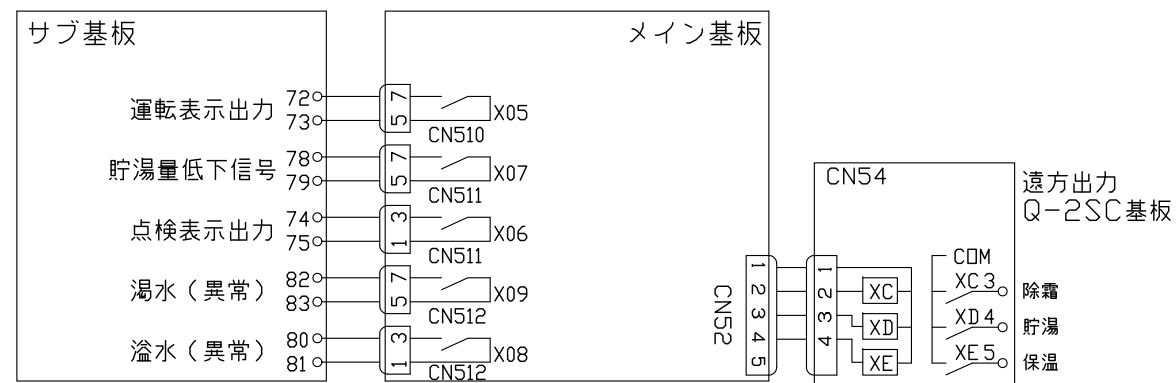 サブ基板
メイン基板
運転表示出力 72
73
7
5
X05
CN510
貯湯量低下信号 78
79
7
5
X07
CN511
点検表示出力 74
75
3
1
X06
CN511
渇水（異常） 82
83
7
5
X09
CN512
溢水（異常） 80
81
3
1
X08
CN512
CN52
1
2
3
4
5
CN54
1
2
3
4
XC
XD
XE
COM
XC 3 除霜
XD 4 貯湯
XE 5 保温
遠方出力
Q-2SC基板